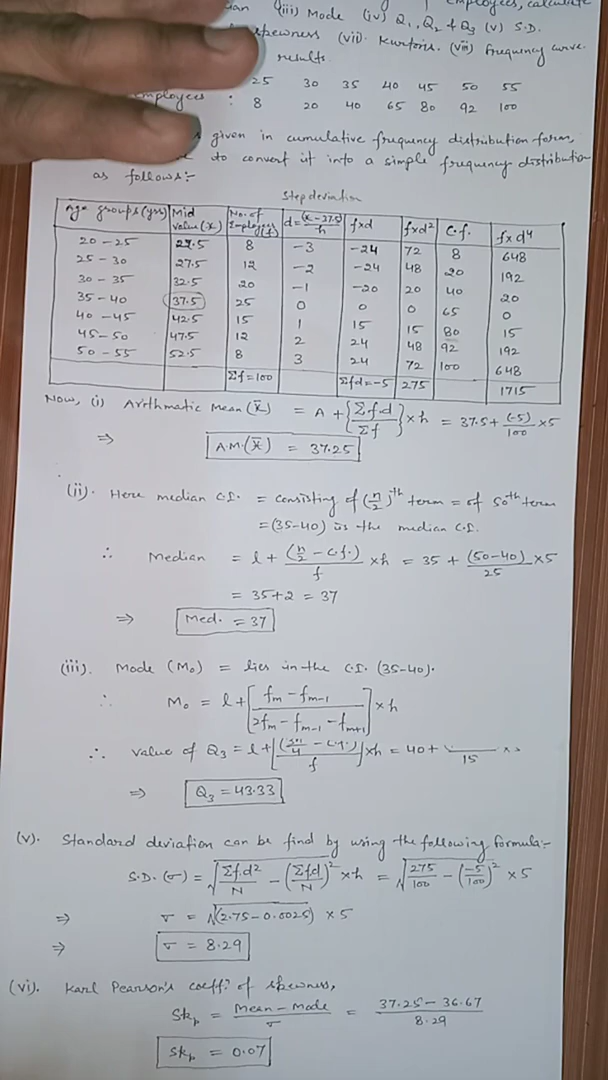 employees, calculate
(iii) Mode (iv) Q₁, Q₂ & Q₃ (v) S.D.
skewness (vii). Kurtosis. (viii) frequency curve.
results.
25 30 35 40 45 50 55
employees : 8 20 40 65 80 92 100
given in cumulative frequency distribution form,
to convert it into a simple frequency distribution
as follows:-
Step deviation
Age groups (yrs) Mid value (x) No. of Employees (f) d = (x-37.5)/h f×d f×d² C.f. f×d⁴
20-25 22.5 8 -3 -24 72 8 648
25-30 27.5 12 -2 -24 48 20 192
30-35 32.5 20 -1 -20 20 40 20
35-40 37.5 25 0 0 0 65 0
40-45 42.5 15 1 15 15 80 15
45-50 47.5 12 2 24 48 92 192
50-55 52.5 8 3 24 72 100 648
Σf = 100 Σfd = -5 275 1715
Now, (i) Arithmatic Mean (x̄) = A + {Σfd/Σf} × h = 37.5 + (-5)/100 × 5
⇒ A.M.(x̄) = 37.25
(ii). Here median C.I. = consisting of (n/2)th term = of 50th term
= (35-40) is the median C.I.
∴ Median = l + (n/2 - c.f.)/f × h = 35 + (50-40)/25 × 5
= 35+2 = 37
⇒ Med. = 37
(iii). Mode (Mo) = lies in the C.I. (35-40).
∴ Mo = l + [(fm - fm-1)/(2fm - fm-1 - fm+1)] × h
∴ Value of Q₃ = l + [(3n/4 - c.f.)/f] × h = 40 + 15
⇒ Q₃ = 43.33
(v). Standard deviation can be find by using the following formula:-
S.D. (σ) = √(Σf.d²/N - (Σfd/N)²) × h = √(275/100 - (-5/100)²) × 5
⇒ σ = √(2.75-0.0025) × 5
⇒ σ = 8.29
(vi). Karl Pearson's coeff. of skewness,
Skp = (Mean - Mode)/σ = (37.25 - 36.67)/8.29
Skp = 0.07